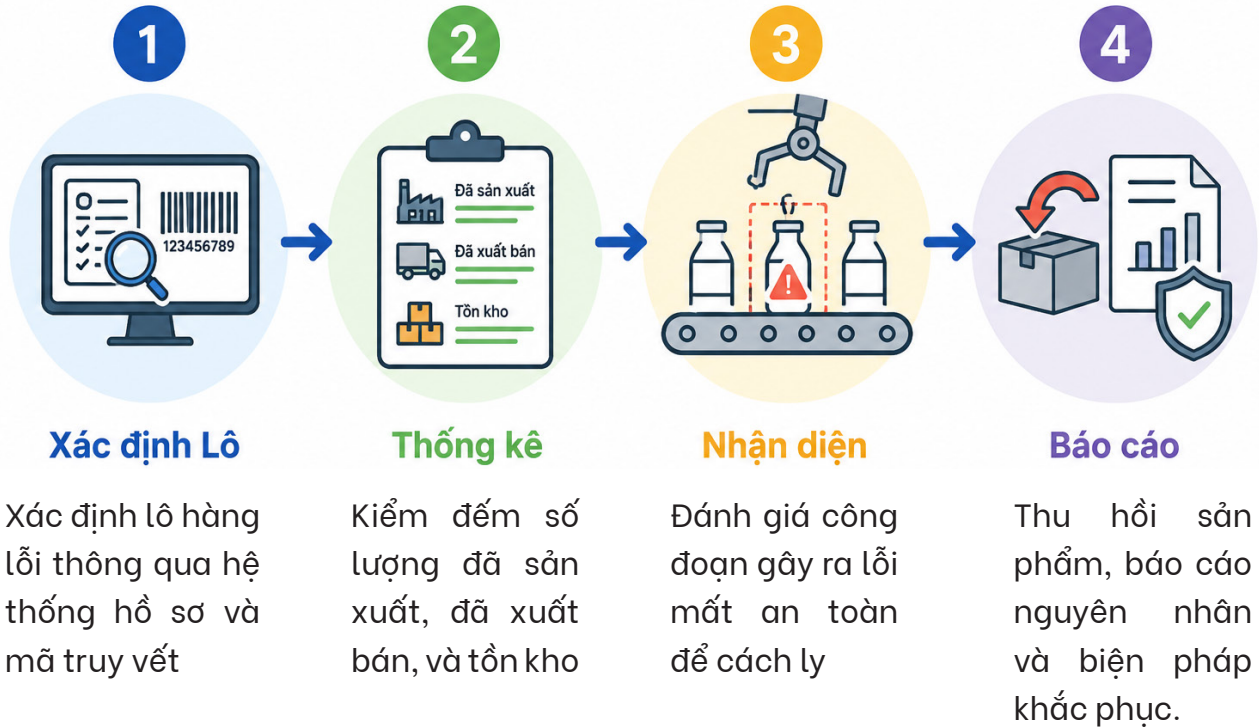 1
2
3
4
123456789
Đã sản xuất
Đã xuất bán
Tồn kho
!
Xác định Lô
Thống kê
Nhận diện
Báo cáo
Xác định lô hàng
lỗi thông qua hệ
thống hồ sơ và
mã truy vết
Kiểm đếm số
lượng đã sản
xuất, đã xuất
bán, và tồn kho
Đánh giá công
đoạn gây ra lỗi
mất an toàn
để cách ly
Thu hồi sản
phẩm, báo cáo
nguyên nhân
và biện pháp
khắc phục.